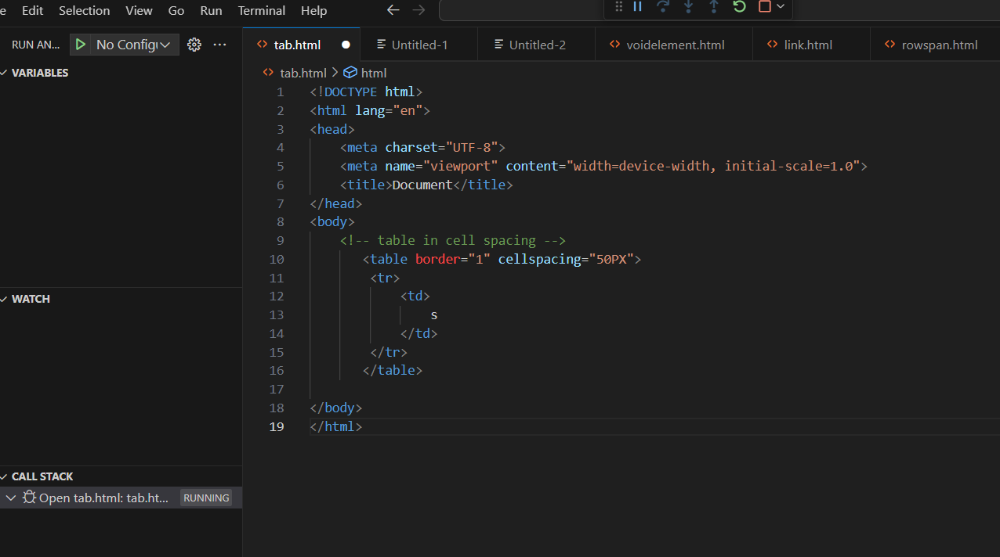 Edit Selection View Go Run Terminal Help
RUN AN... No Config
tab.html Untitled-1 Untitled-2 voidelement.html link.html rowspan.html
VARIABLES
WATCH
CALL STACK
Open tab.html: tab.ht... RUNNING
tab.html > html
1 <!DOCTYPE html>
2 <html lang="en">
3 <head>
4 <meta charset="UTF-8">
5 <meta name="viewport" content="width=device-width, initial-scale=1.0">
6 <title>Document</title>
7 </head>
8 <body>
9 <!-- table in cell spacing -->
10 <table border="1" cellspacing="50PX">
11 <tr>
12 <td>
13 s
14 </td>
15 </tr>
16 </table>
17
18 </body>
19 </html>